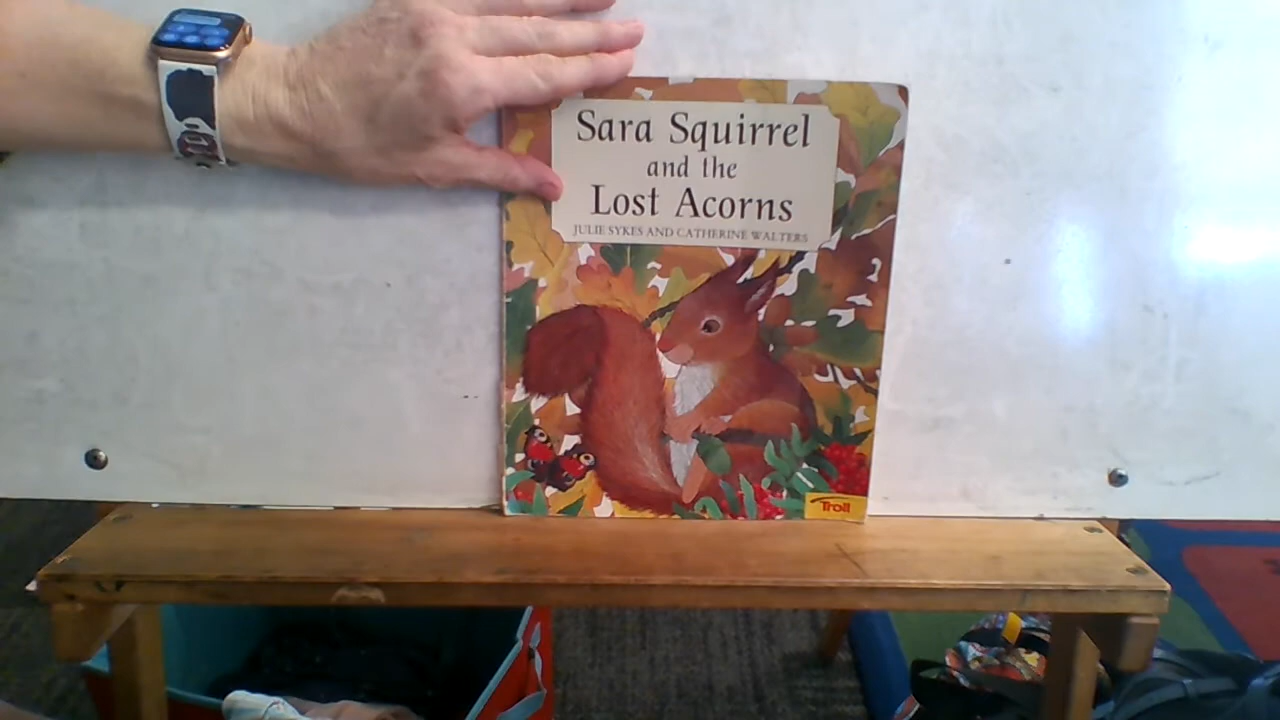 Sara Squirrel
and the
Lost Acorns
JULIE SYKES AND CATHERINE WALTERS
Troll